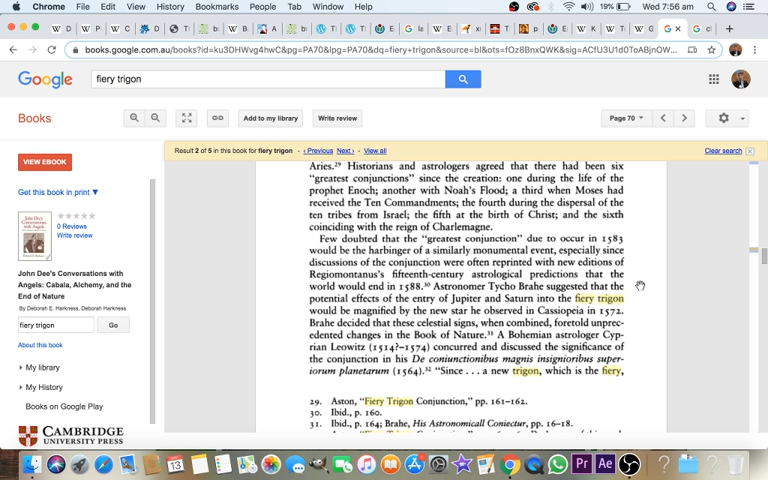 Chrome File Edit View History Bookmarks People Tab Window Help
19% Wed 7:56 am
books.google.com.au/books?id=ku3DHWvg4hwC&pg=PA70&lpg=PA70&dq=fiery+trigon&source=bl&ots=fOzBBnxQWK&sig=ACfU3U1d0ToABjnOW...
Google
fiery trigon
Books
Add to my library
Write review
Page 70
VIEW EBOOK
Result 2 of 5 in this book for fiery trigon - ‹ Previous Next › - View all
Clear search
Get this book in print ▼
0 Reviews
Write review
John Dee's Conversations with Angels: Cabala, Alchemy, and the End of Nature
By Deborah E. Harkness, Deborah Harkness
fiery trigon
Go
About this book
My library
My History
Books on Google Play
CAMBRIDGE
UNIVERSITY PRESS
Aries.29 Historians and astrologers agreed that there had been six
“greatest conjunctions” since the creation: one during the life of the
prophet Enoch; another with Noah's Flood; a third when Moses had
received the Ten Commandments; the fourth during the dispersal of the
ten tribes from Israel; the fifth at the birth of Christ; and the sixth
coinciding with the reign of Charlemagne.
Few doubted that the “greatest conjunction” due to occur in 1583
would be the harbinger of a similarly monumental event, especially since
discussions of the conjunction were often reprinted with new editions of
Regiomontanus's fifteenth-century astrological predictions that the
world would end in 1588.30 Astronomer Tycho Brahe suggested that the
potential effects of the entry of Jupiter and Saturn into the fiery trigon
would be magnified by the new star he observed in Cassiopeia in 1572.
Brahe decided that these celestial signs, when combined, foretold unprec-
edented changes in the Book of Nature.31 A Bohemian astrologer Cyp-
rian Leowitz (1514?–1574) concurred and discussed the significance of
the conjunction in his De coniunctionibus magnis insignioribus super-
iorum planetarum (1564).32 “Since . . . a new trigon, which is the fiery,
29. Aston, “Fiery Trigon Conjunction,” pp. 161–162.
30. Ibid., p. 160.
31. Ibid., p. 164; Brahe, His Astronomicall Coniectur, pp. 16–18.